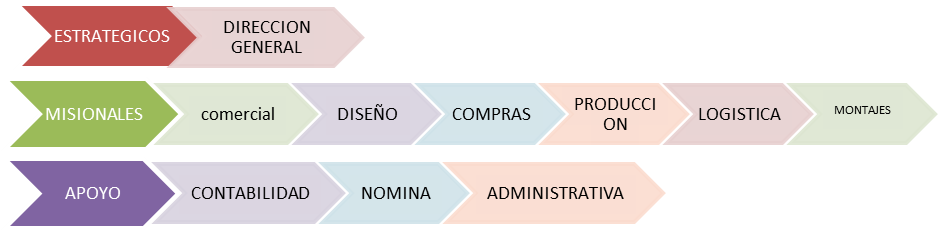 ESTRATEGICOS
DIRECCION
GENERAL
MISIONALES
comercial
DISEÑO
COMPRAS
PRODUCCI
ON
LOGISTICA
MONTAJES
APOYO
CONTABILIDAD
NOMINA
ADMINISTRATIVA